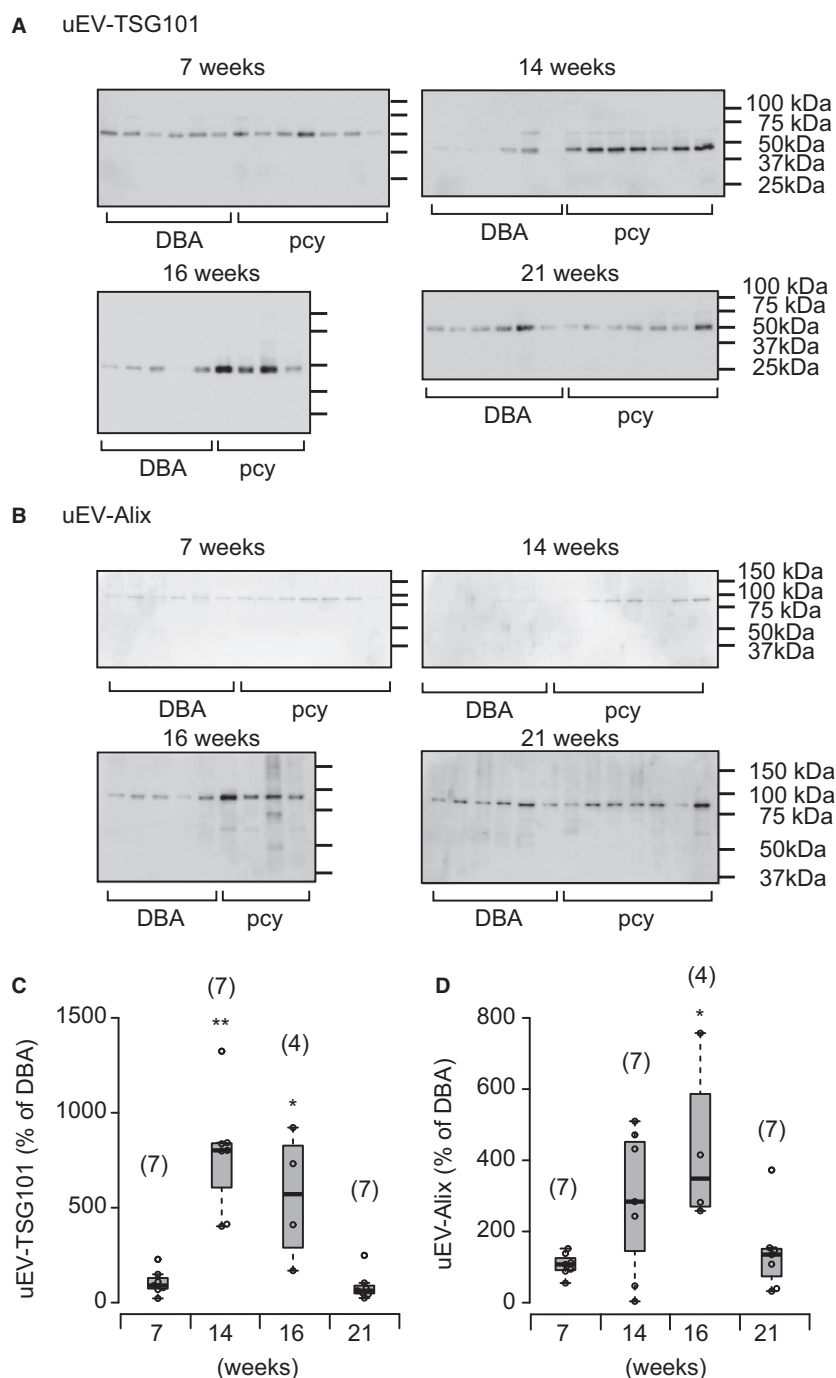 A uEV-TSG101
7 weeks
14 weeks
100 kDa
75 kDa
50kDa
37kDa
25kDa
DBA pcy
DBA pcy
16 weeks
21 weeks
100 kDa
75 kDa
50kDa
37kDa
25kDa
DBA pcy
DBA pcy
B uEV-Alix
7 weeks
14 weeks
150 kDa
100 kDa
75 kDa
50kDa
37kDa
DBA pcy
DBA pcy
16 weeks
21 weeks
150 kDa
100 kDa
75 kDa
50kDa
37kDa
DBA pcy
DBA pcy
C
uEV-TSG101 (% of DBA)
1500
1000
500
0
(7)
(7)
**
(4)
*
(7)
7 14 16 21
(weeks)
D
uEV-Alix (% of DBA)
800
600
400
200
0
(7)
(7)
(4)
*
(7)
7 14 16 21
(weeks)